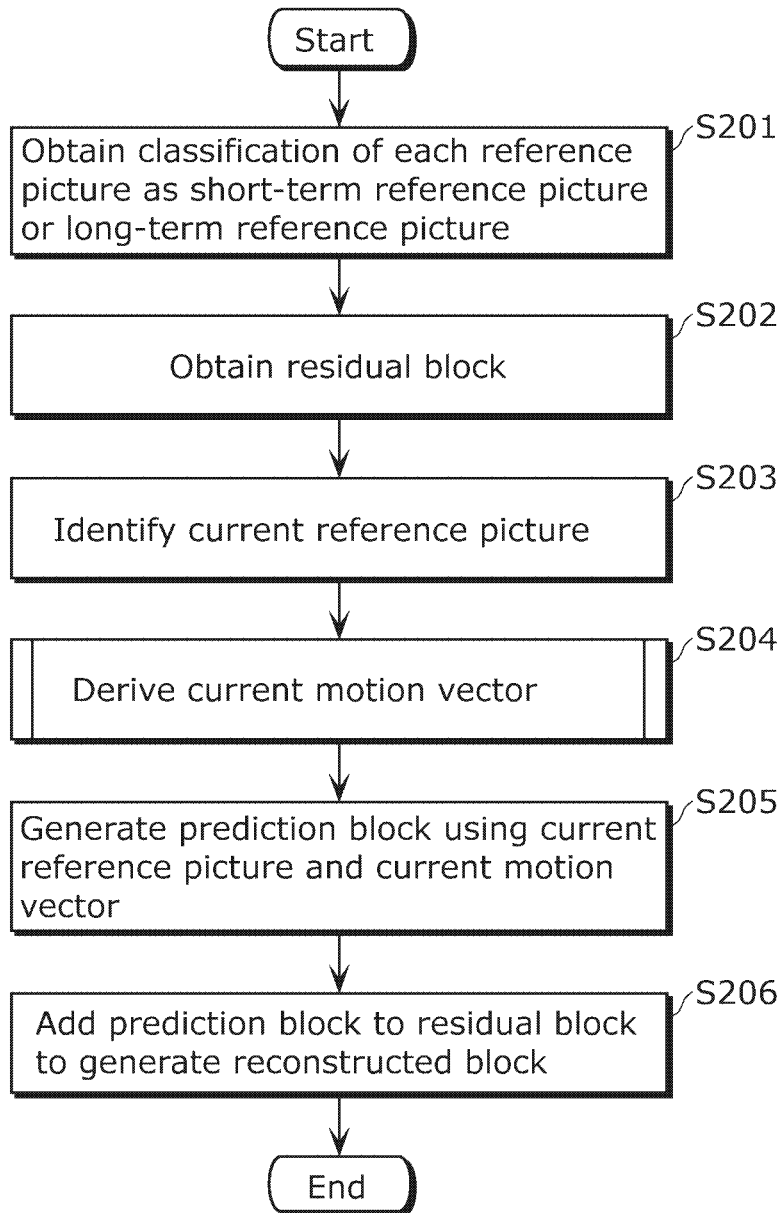 Start
S201
Obtain classification of each reference
picture as short-term reference picture
or long-term reference picture
S202
Obtain residual block
S203
Identify current reference picture
S204
Derive current motion vector
S205
Generate prediction block using current
reference picture and current motion
vector
S206
Add prediction block to residual block
to generate reconstructed block
End